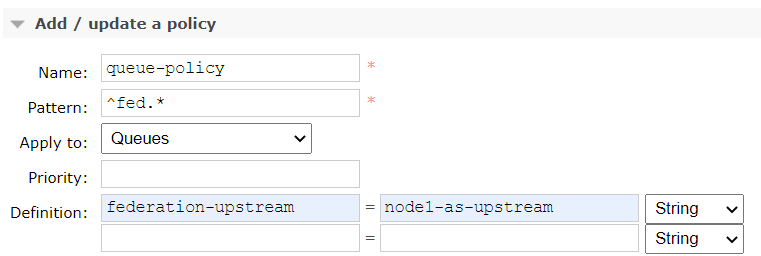 Add / update a policy
Name: queue-policy *
Pattern: ^fed.* *
Apply to: Queues
Priority:
Definition: federation-upstream = node1-as-upstream String
= String